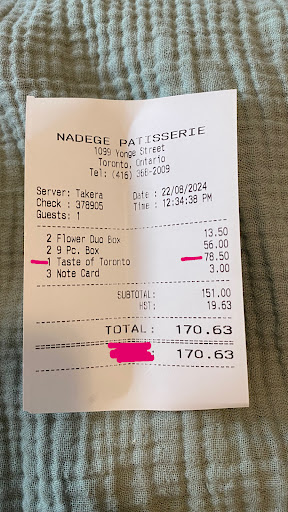 NADEGE PATISSERIE
1099 Yonge Street
Toronto, Ontario
Tel: (416) 366-2009
Server: Takera Date : 22/08/2024
Check : 378905 Time : 12:34:38 PM
Guests: 1
2 Flower Duo Box 13.50
2 9 Pc. Box 56.00
1 Taste of Toronto 78.50
3 Note Card 3.00
SUBTOTAL: 151.00
HST: 19.63
TOTAL: 170.63
170.63